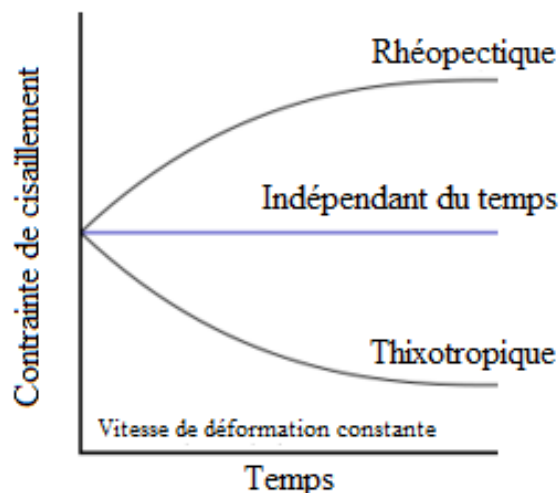 Rhéopectique
Indépendant du temps
Thixotropique
Vitesse de déformation constante
Contrainte de cisaillement
Temps